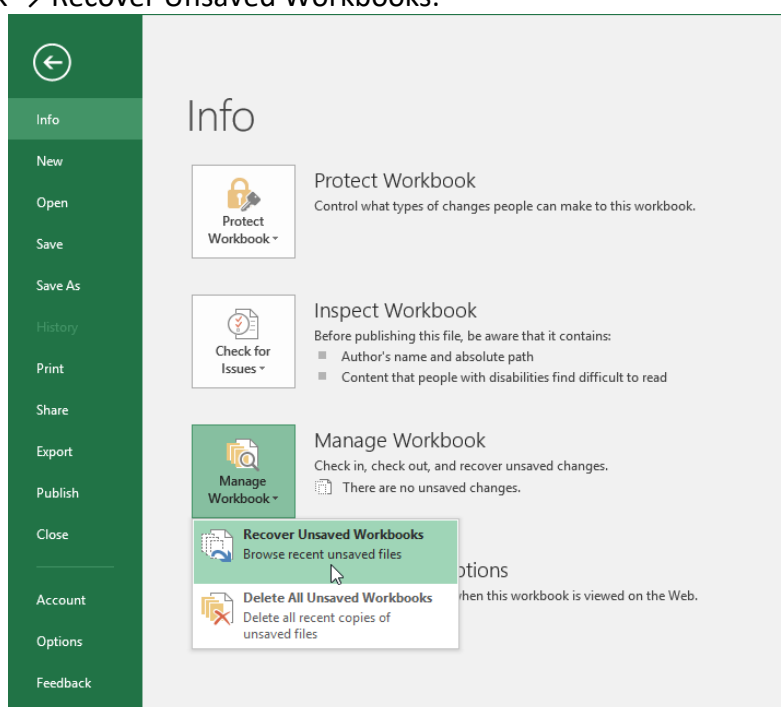 → Recover Unsaved Workbooks.
Info
New
Open
Save
Save As
History
Print
Share
Export
Publish
Close
Account
Options
Feedback
Info
Protect
Workbook
Protect Workbook
Control what types of changes people can make to this workbook.
Check for
Issues
Inspect Workbook
Before publishing this file, be aware that it contains:
Author's name and absolute path
Content that people with disabilities find difficult to read
Manage
Workbook
Manage Workbook
Check in, check out, and recover unsaved changes.
There are no unsaved changes.
Recover Unsaved Workbooks
Browse recent unsaved files
Delete All Unsaved Workbooks
Delete all recent copies of
unsaved files
when this workbook is viewed on the Web.